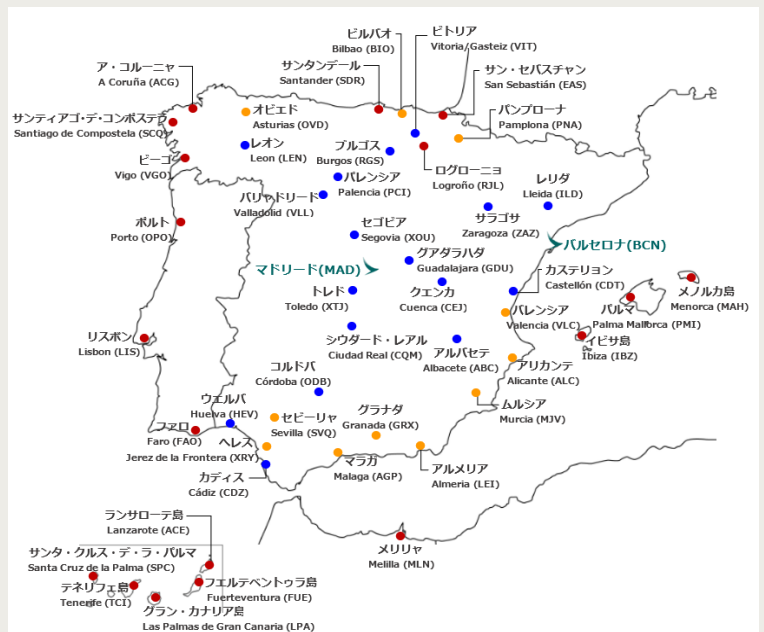 ビルバオ
Bilbao (BIO)
ビトリア
Vitoria/Gasteiz (VIT)
ア・コルーニャ
A Coruña (ACG)
サンタンデール
Santander (SDR)
サン・セバスチャン
San Sebastián (EAS)
サンティアゴ・デ・コンポステラ
Santiago de Compostela (SCQ)
オビエド
Asturias (OVD)
パンプローナ
Pamplona (PNA)
レオン
Leon (LEN)
ブルゴス
Burgos (RGS)
ビーゴ
Vigo (VGO)
ログローニョ
Logroño (RJL)
パレンシア
Palencia (PCI)
レリダ
Lleida (ILD)
バリャドリード
Valladolid (VLL)
サラゴサ
Zaragoza (ZAZ)
ポルト
Porto (OPO)
セゴビア
Segovia (XOU)
バルセロナ(BCN)
グアダラハダ
Guadalajara (GDU)
マドリード(MAD)
カステリョン
Castellón (CDT)
トレド
Toledo (XTJ)
クエンカ
Cuenca (CEJ)
メノルカ島
Menorca (MAH)
バレンシア
Valencia (VLC)
パルマ
Palma Mallorca (PMI)
リスボン
Lisbon (LIS)
シウダード・レアル
Ciudad Real (CQM)
アルバセテ
Albacete (ABC)
イビサ島
Ibiza (IBZ)
コルドバ
Córdoba (ODB)
アリカンテ
Alicante (ALC)
ウェルバ
Huelva (HEV)
セビーリャ
Sevilla (SVQ)
グラナダ
Granada (GRX)
ムルシア
Murcia (MJV)
ファロ
Faro (FAO)
ヘレス
Jerez de la Frontera (XRY)
マラガ
Malaga (AGP)
アルメリア
Almeria (LEI)
カディス
Cádiz (CDZ)
ランサローテ島
Lanzarote (ACE)
メリリャ
Melilla (MLN)
サンタ・クルス・デ・ラ・パルマ
Santa Cruz de la Palma (SPC)
テネリフェ島
Tenerife (TCI)
フエルテベントゥラ島
Fuerteventura (FUE)
グラン・カナリア島
Las Palmas de Gran Canaria (LPA)